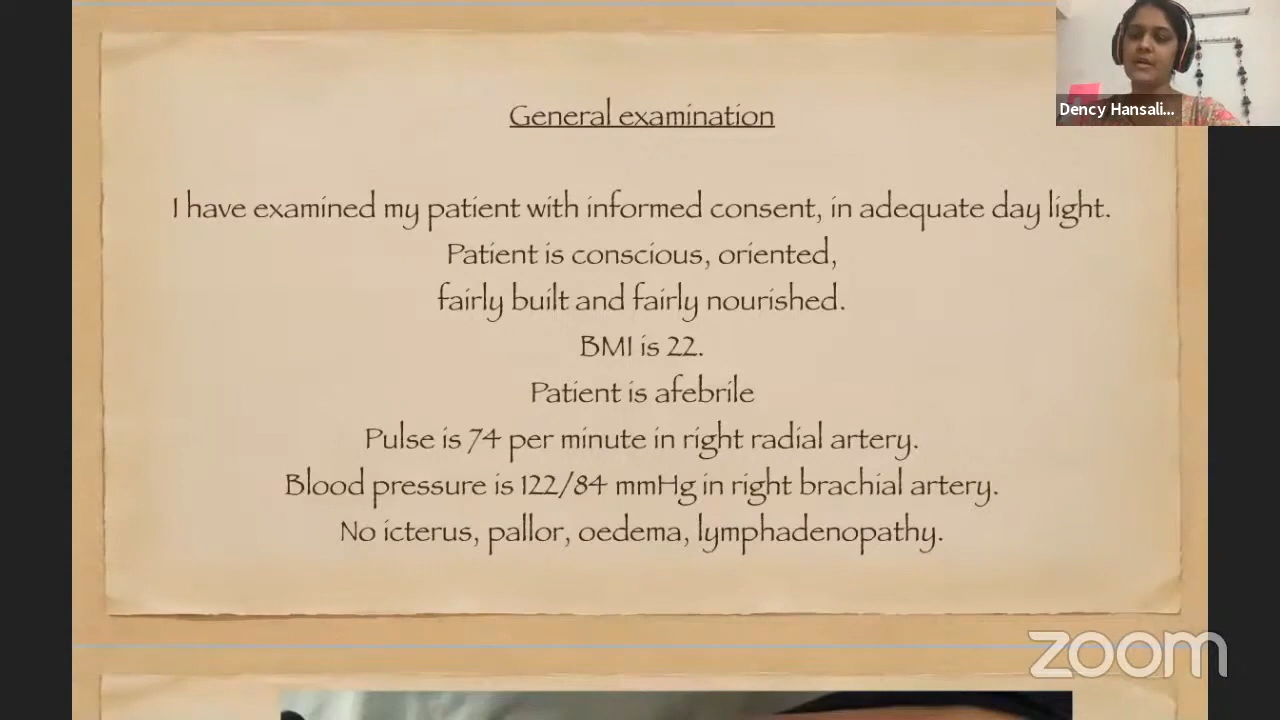 General examination
Dency Hansali...
I have examined my patient with informed consent, in adequate day light.
Patient is conscious, oriented,
fairly built and fairly nourished.
BMI is 22.
Patient is afebrile
Pulse is 74 per minute in right radial artery.
Blood pressure is 122/84 mmHg in right brachial artery.
No icterus, pallor, oedema, lymphadenopathy.
zoom